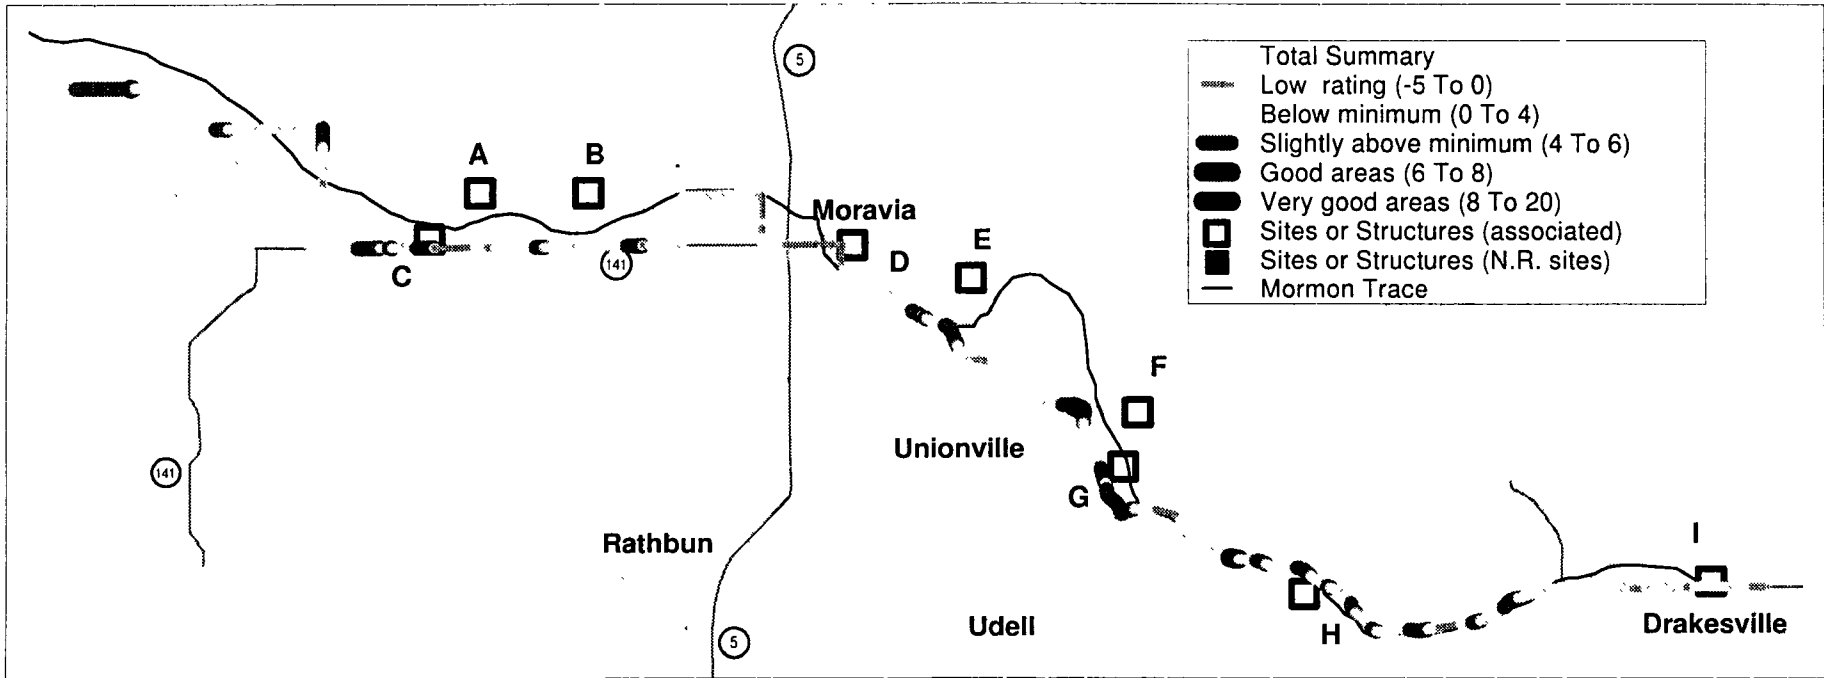 5
Total Summary
Low rating (-5 To 0)
Below minimum (0 To 4)
Slightly above minimum (4 To 6)
Good areas (6 To 8)
Very good areas (8 To 20)
Sites or Structures (associated)
Sites or Structures (N.R. sites)
Mormon Trace
A
B
Moravia
E
D
C
141
F
Unionville
141
G
Rathbun
I
Udell
H
Drakesville
5